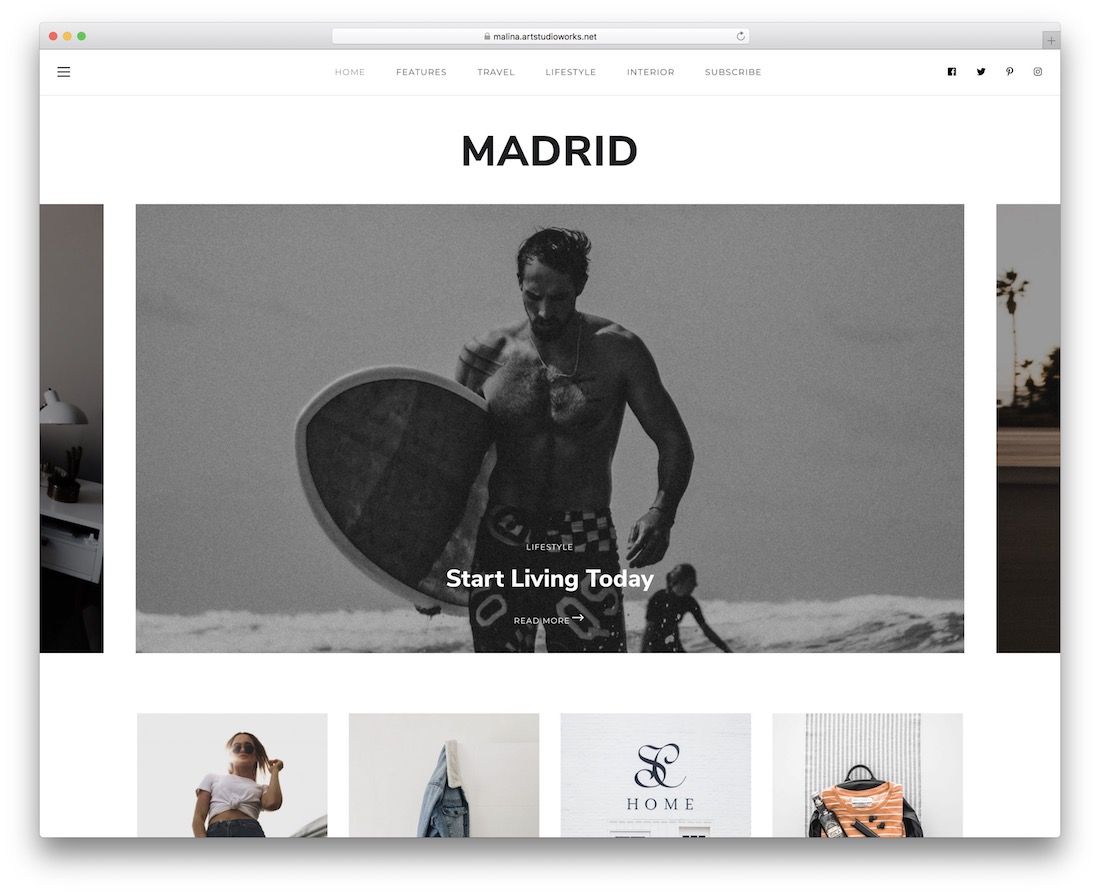 malina.artstudioworks.net
HOME FEATURES TRAVEL LIFESTYLE INTERIOR SUBSCRIBE
MADRID
LIFESTYLE
Start Living Today
READ MORE
SC
HOME